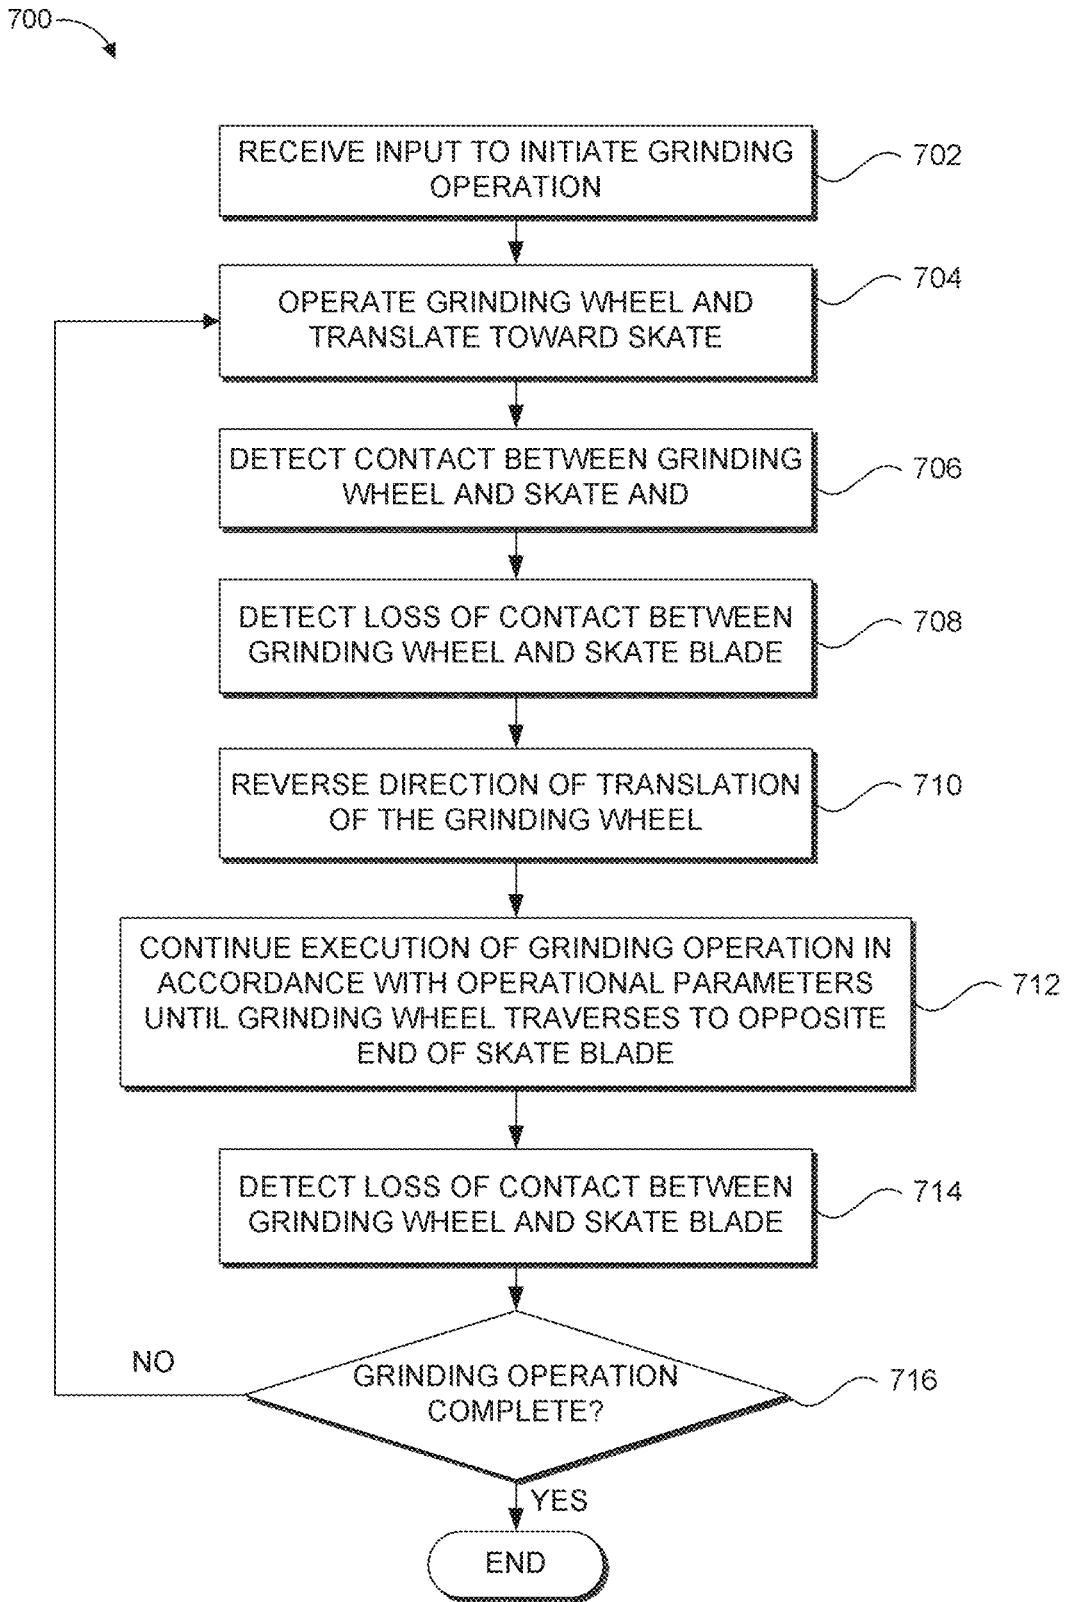 700
RECEIVE INPUT TO INITIATE GRINDING
OPERATION
702
OPERATE GRINDING WHEEL AND
TRANSLATE TOWARD SKATE
704
DETECT CONTACT BETWEEN GRINDING
WHEEL AND SKATE AND
706
DETECT LOSS OF CONTACT BETWEEN
GRINDING WHEEL AND SKATE BLADE
708
REVERSE DIRECTION OF TRANSLATION
OF THE GRINDING WHEEL
710
CONTINUE EXECUTION OF GRINDING OPERATION IN
ACCORDANCE WITH OPERATIONAL PARAMETERS
UNTIL GRINDING WHEEL TRAVERSES TO OPPOSITE
END OF SKATE BLADE
712
DETECT LOSS OF CONTACT BETWEEN
GRINDING WHEEL AND SKATE BLADE
714
NO
GRINDING OPERATION
COMPLETE?
716
YES
END